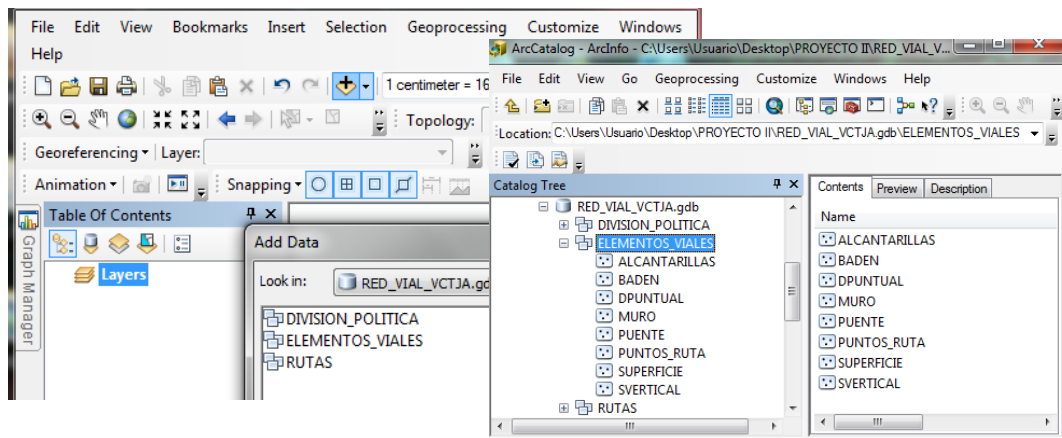 File Edit View Bookmarks Insert Selection Geoprocessing Customize Windows
Help
1 centimeter = 16
Topology:
Georeferencing Layer:
Animation Snapping
Table Of Contents
Layers
Graph Manager
Add Data
Look in: RED_VIAL_VCTJA.gd
DIVISION_POLITICA
ELEMENTOS_VIALES
RUTAS
ArcCatalog - ArcInfo - C:\Users\Usuario\Desktop\PROYECTO II\RED_VIAL_V...
File Edit View Go Geoprocessing Customize Windows Help
Location: C:\Users\Usuario\Desktop\PROYECTO II\RED_VIAL_VCTJA.gdb\ELEMENTOS_VIALES
Catalog Tree
RED_VIAL_VCTJA.gdb
DIVISION_POLITICA
ELEMENTOS_VIALES
ALCANTARILLAS
BADEN
DPUNTUAL
MURO
PUENTE
PUNTOS_RUTA
SUPERFICIE
SVERTICAL
RUTAS
Contents Preview Description
Name
ALCANTARILLAS
BADEN
DPUNTUAL
MURO
PUENTE
PUNTOS_RUTA
SUPERFICIE
SVERTICAL